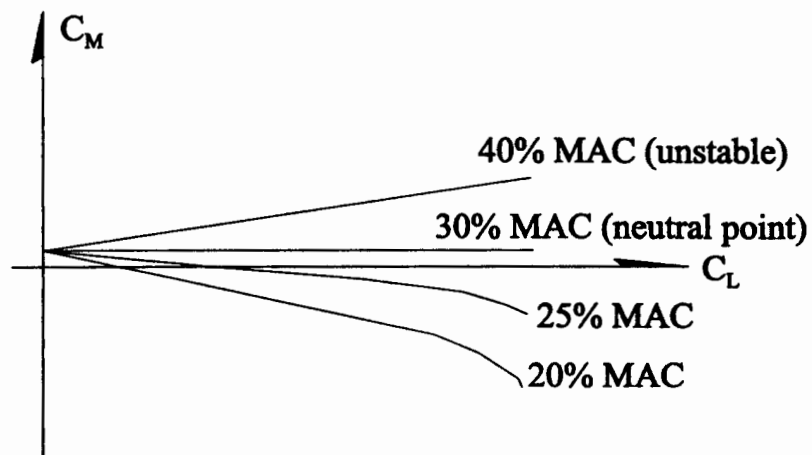 C_M
40% MAC (unstable)
30% MAC (neutral point)
C_L
25% MAC
20% MAC